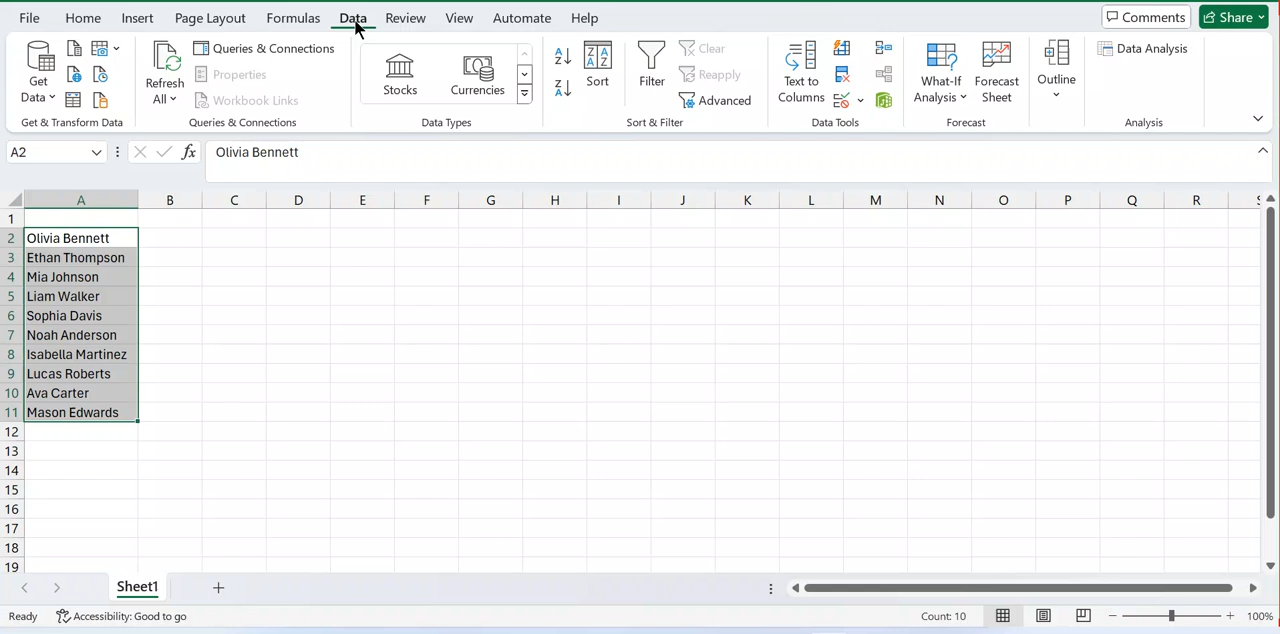 File Home Insert Page Layout Formulas Data Review View Automate Help Comments Share
Get Data
Refresh All
Queries & Connections
Properties
Workbook Links
Stocks
Currencies
Sort
Filter
Clear
Reapply
Advanced
Text to Columns
What-If Analysis
Forecast Sheet
Outline
Data Analysis
Get & Transform Data Queries & Connections Data Types Sort & Filter Data Tools Forecast Analysis
A2 fx Olivia Bennett
A B C D E F G H I J K L M N O P Q R
1
2 Olivia Bennett
3 Ethan Thompson
4 Mia Johnson
5 Liam Walker
6 Sophia Davis
7 Noah Anderson
8 Isabella Martinez
9 Lucas Roberts
10 Ava Carter
11 Mason Edwards
12
13
14
15
16
17
18
19
Sheet1
Ready Accessibility: Good to go Count: 10 100%